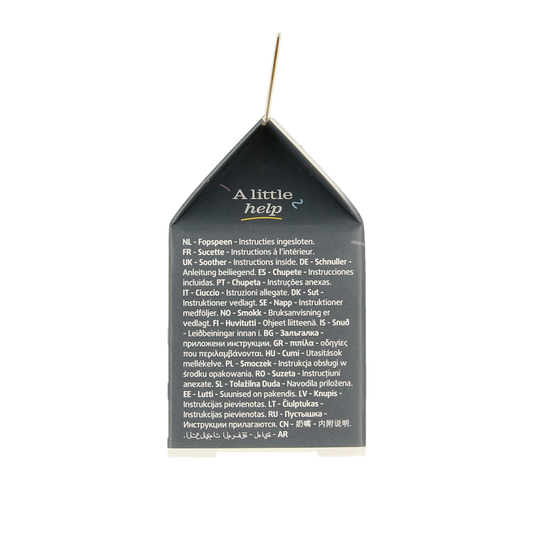 A little
help
NL - Fopspeen - Instructies ingesloten.
FR - Sucette - Instructions à l'intérieur.
UK - Soother - Instructions inside. DE - Schnuller -
Anleitung beiliegend. ES - Chupete - Instrucciones
incluidas. PT - Chupeta - Instruções anexas.
IT - Ciuccio - Istruzioni allegate. DK - Sut -
Instruktioner vedlagt. SE - Napp - Instruktioner
medföljer. NO - Smokk - Bruksanvisning er
vedlagt. FI - Huvitutti - Ohjeet liitteenä. IS - Snuð
- Leiðbeiningar innan í. BG - Залъгалка -
приложени инструкции. GR - πιπίλα - οδηγίες
που περιλαμβάνονται. HU - Cumi - Utasítások
mellékelve. PL - Smoczek - Instrukcja obsługi w
środku opakowania. RO - Suzeta - Instrucțiuni
anexate. SL - Tolažilna Duda - Navodila priložena.
EE - Lutti - Suunised on pakendis. LV - Knupis -
Instrukcijas pievienotas. LT - Čiulptukas -
Instrukcijas pievienotas. RU - Пустышка -
Инструкции прилагаются. CN - 奶嘴 - 内附说明.
AR - لهاية - التعليمات المرفقة.